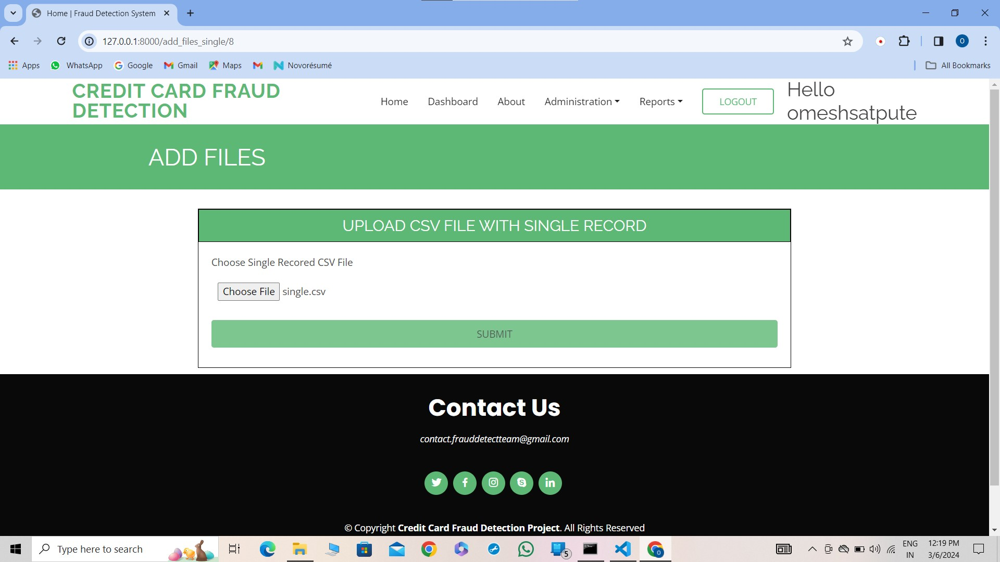 Home | Fraud Detection System
127.0.0.1:8000/add_files_single/8
O
Apps WhatsApp Google Gmail Maps Novorésumé All Bookmarks
CREDIT CARD FRAUD
DETECTION
Home Dashboard About Administration Reports LOGOUT
Hello
omeshsatpute
ADD FILES
UPLOAD CSV FILE WITH SINGLE RECORD
Choose Single Recored CSV File
Choose File single.csv
SUBMIT
Contact Us
contact.frauddetectteam@gmail.com
© Copyright Credit Card Fraud Detection Project. All Rights Reserved
Type here to search
5
ENG
IN
12:19 PM
3/6/2024